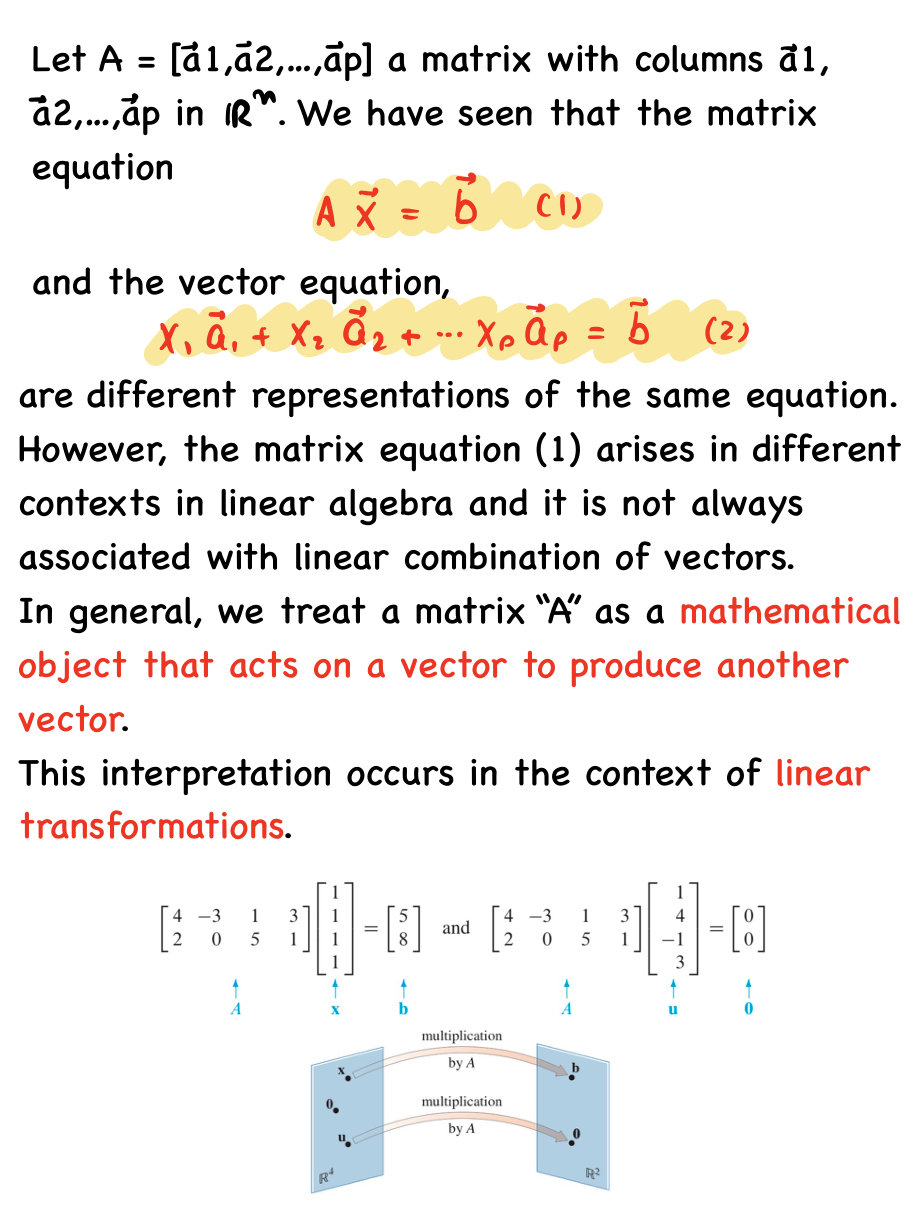 Let A = [a⃗1,a⃗2,...,a⃗p] a matrix with columns a⃗1,
a⃗2,...,a⃗p in ℝⁿ. We have seen that the matrix
equation
A x⃗ = b⃗ (1)
and the vector equation,
x₁ a⃗₁ + x₂ a⃗₂ + ... xₚ a⃗ₚ = b⃗ (2)
are different representations of the same equation.
However, the matrix equation (1) arises in different
contexts in linear algebra and it is not always
associated with linear combination of vectors.
In general, we treat a matrix “A” as a mathematical
object that acts on a vector to produce another
vector.
This interpretation occurs in the context of linear
transformations.
[4 -3 1 3; 2 0 5 1] [1; 1; 1; 1] = [5; 8] and [4 -3 1 3; 2 0 5 1] [1; 4; -1; 3] = [0; 0]
A x b A u 0
multiplication
by A
x b
0
multiplication
by A
u 0
ℝ⁴ ℝ²